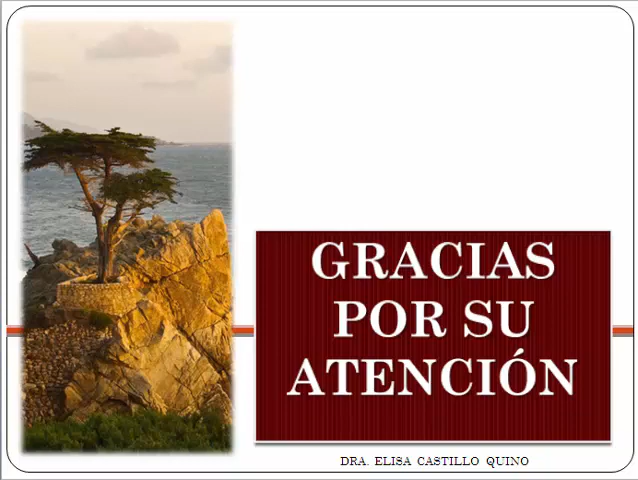 GRACIAS
POR SU
ATENCIÓN
DRA. ELISA CASTILLO QUINO